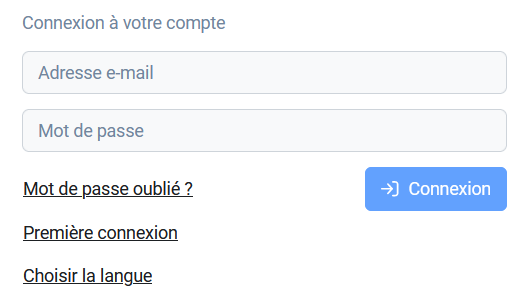 Connexion à votre compte
Adresse e-mail
Mot de passe
Mot de passe oublié ?
Connexion
Première connexion
Choisir la langue